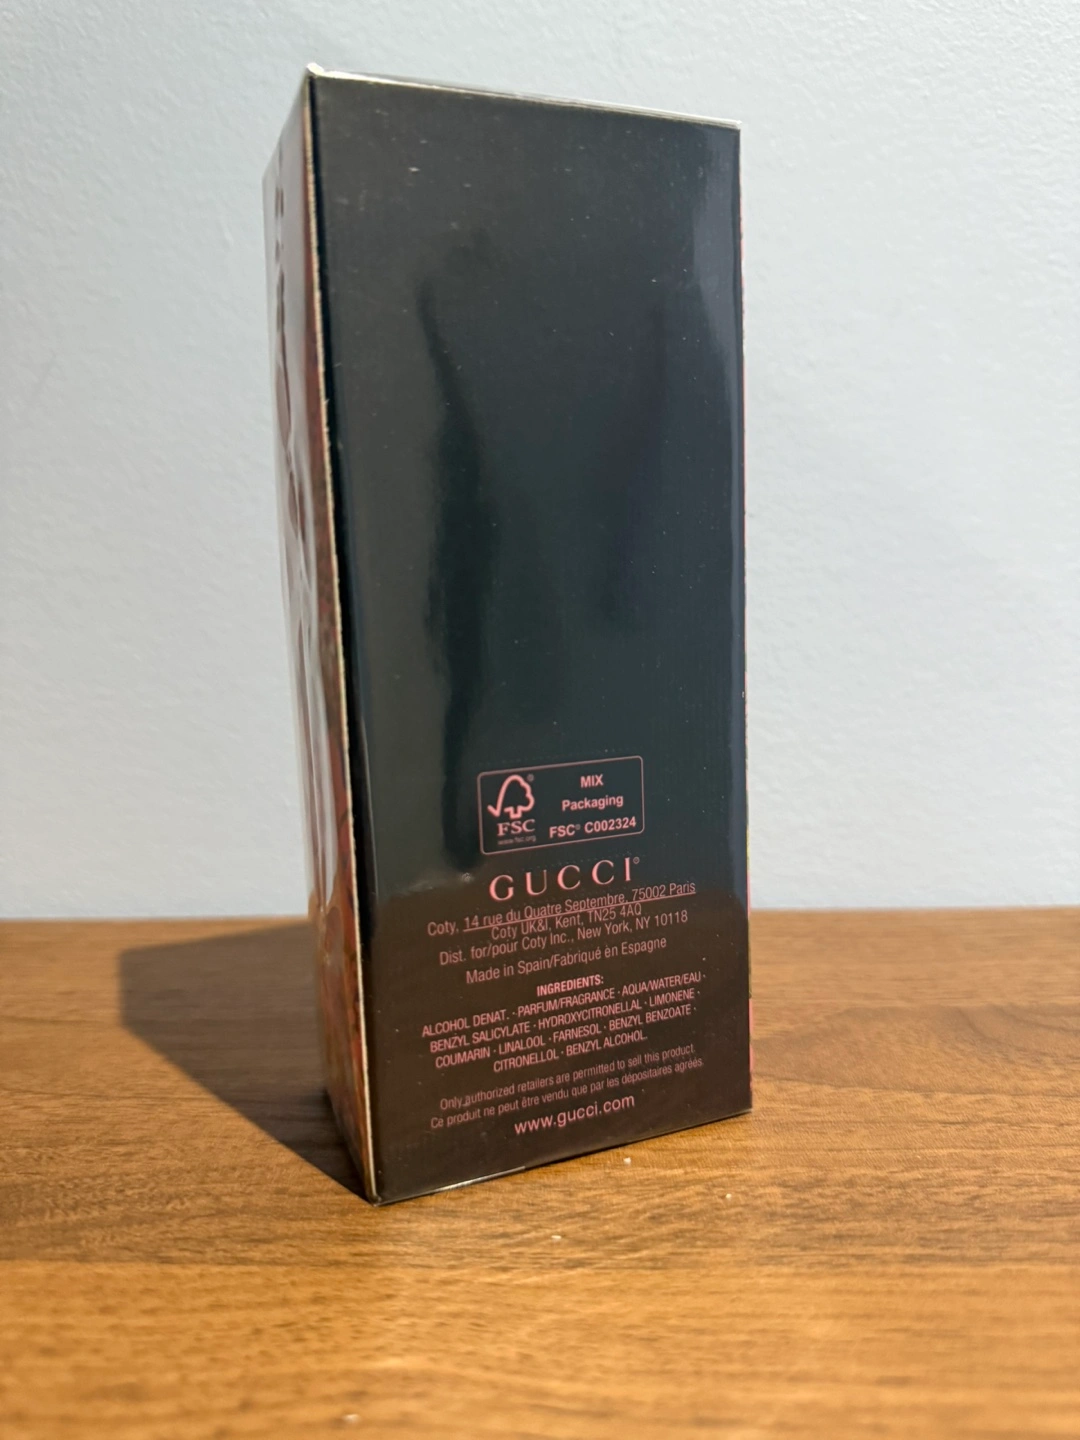 MIX
Packaging
FSC® C002324
FSC
www.fsc.org
GUCCI®
Coty, 14 rue du Quatre Septembre, 75002 Paris
Coty UK&I, Kent, TN25 4AQ
Dist. for/pour Coty Inc., New York, NY 10118
Made in Spain/Fabriqué en Espagne
INGREDIENTS:
ALCOHOL DENAT. · PARFUM/FRAGRANCE · AQUA/WATER/EAU ·
BENZYL SALICYLATE · HYDROXYCITRONELLAL · LIMONENE ·
COUMARIN · LINALOOL · FARNESOL · BENZYL BENZOATE ·
CITRONELLOL · BENZYL ALCOHOL.
Only authorized retailers are permitted to sell this product.
Ce produit ne peut être vendu que par les dépositaires agréés.
www.gucci.com